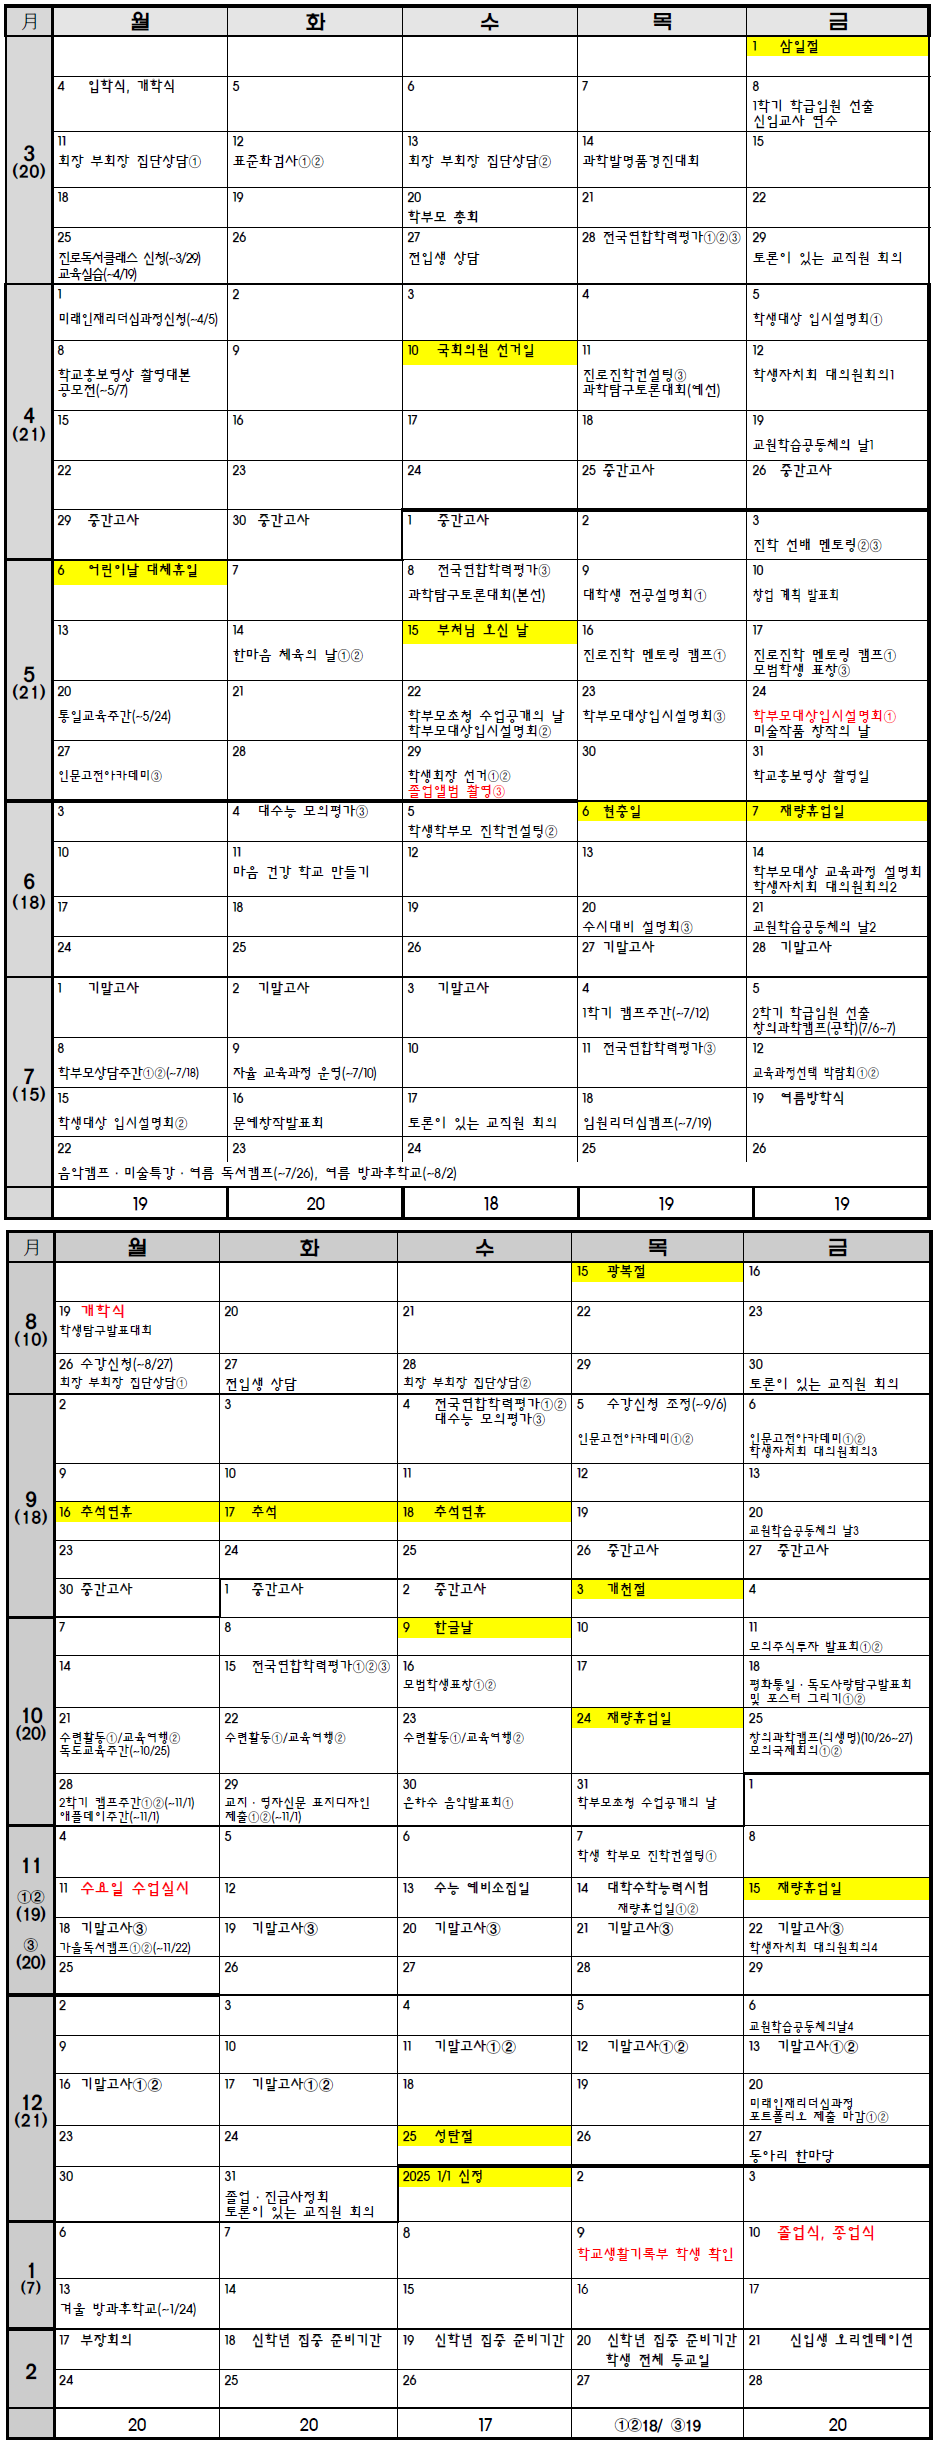 月 월 화 수 목 금
3
(20)
1 삼일절
4 입학식, 개학식 5 6 7 8
1학기 학급임원 선출
신임교사 연수
11 12 13 14 15
회장 부회장 집단상담① 표준화검사①② 회장 부회장 집단상담② 과학발명품경진대회
18 19 20 21 22
학부모 총회
25 26 27 28 전국연합학력평가①②③ 29
진로독서클래스 신청(~3/29) 전입생 상담 토론이 있는 교직원 회의
교육실습(~4/19)
4
(21)
1 2 3 4 5
미래인재리더십과정신청(~4/5) 학생대상 입시설명회①
8 9 10 국회의원 선거일 11 12
학교홍보영상 촬영대본 진로진학컨설팅③ 학생자치회 대의원회의1
공모전(~5/7) 과학탐구토론대회(예선)
15 16 17 18 19
교원학습공동체의 날1
22 23 24 25 중간고사 26 중간고사
29 중간고사 30 중간고사 1 중간고사 2 3
진학 선배 멘토링②③
5
(21)
6 어린이날 대체휴일 7 8 전국연합학력평가③ 9 10
과학탐구토론대회(본선) 대학생 전공설명회① 창업 계획 발표회
13 14 15 부처님 오신 날 16 17
한마음 체육의 날①② 진로진학 멘토링 캠프① 진로진학 멘토링 캠프①
모범학생 표창③
20 21 22 23 24
통일교육주간(~5/24) 학부모초청 수업공개의 날 학부모대상입시설명회③ 학부모대상입시설명회①
학부모대상입시설명회② 미술작품 창작의 날
27 28 29 30 31
인문고전아카데미③ 학생회장 선거①② 학교홍보영상 촬영일
졸업앨범 촬영③
6
(18)
3 4 대수능 모의평가③ 5 6 현충일 7 재량휴업일
학생학부모 진학컨설팅②
10 11 12 13 14
마음 건강 학교 만들기 학부모대상 교육과정 설명회
학생자치회 대의원회의2
17 18 19 20 21
수시대비 설명회③ 교원학습공동체의 날2
24 25 26 27 기말고사 28 기말고사
7
(15)
1 기말고사 2 기말고사 3 기말고사 4 5
1학기 캠프주간(~7/12) 2학기 학급임원 선출
창의과학캠프(공학)(7/6~7)
8 9 10 11 전국연합학력평가③ 12
학부모상담주간①②(~7/18) 자율 교육과정 운영(~7/10) 교육과정선택 박람회①②
15 16 17 18 19 여름방학식
학생대상 입시설명회② 문예창작발표회 토론이 있는 교직원 회의 임원리더십캠프(~7/19)
22 23 24 25 26
음악캠프 · 미술특강 · 여름 독서캠프(~7/26), 여름 방과후학교(~8/2)
19 20 18 19 19
月 월 화 수 목 금
8
(10)
15 광복절 16
19 개학식 20 21 22 23
학생탐구발표대회
26 수강신청(~8/27) 27 28 29 30
회장 부회장 집단상담① 전입생 상담 회장 부회장 집단상담② 토론이 있는 교직원 회의
9
(18)
2 3 4 전국연합학력평가①② 5 수강신청 조정(~9/6) 6
대수능 모의평가③
인문고전아카데미①② 인문고전아카데미①②
학생자치회 대의원회의3
9 10 11 12 13
16 추석연휴 17 추석 18 추석연휴 19 20
교원학습공동체의 날3
23 24 25 26 중간고사 27 중간고사
30 중간고사 1 중간고사 2 중간고사 3 개천절 4
10
(20)
7 8 9 한글날 10 11
모의주식투자 발표회①②
14 15 전국연합학력평가①②③ 16 17 18
모범학생표창①② 평화통일 · 독도사랑탐구발표회
및 포스터 그리기①②
21 22 23 24 재량휴업일 25
수련활동①/교육여행② 수련활동①/교육여행② 수련활동①/교육여행② 창의과학캠프(의생명)(10/26~27)
독도교육주간(~10/25) 모의국제회의①②
28 29 30 31 1
2학기 캠프주간①②(~11/1) 교지 · 영자신문 표지디자인 은하수 음악발표회① 학부모초청 수업공개의 날
애플데이주간(~11/1) 제출①②(~11/1)
11
①②
(19)
③
(20)
4 5 6 7 8
학생 학부모 진학컨설팅①
11 수요일 수업실시 12 13 수능 예비소집일 14 대학수학능력시험 15 재량휴업일
재량휴업일①②
18 기말고사③ 19 기말고사③ 20 기말고사③ 21 기말고사③ 22 기말고사③
가을독서캠프①②(~11/22) 학생자치회 대의원회의4
25 26 27 28 29
12
(21)
2 3 4 5 6
교원학습공동체의날4
9 10 11 기말고사①② 12 기말고사①② 13 기말고사①②
16 기말고사①② 17 기말고사①② 18 19 20
미래인재리더십과정
포트폴리오 제출 마감①②
23 24 25 성탄절 26 27
동아리 한마당
30 31 2025 1/1 신정 2 3
졸업 · 진급사정회
토론이 있는 교직원 회의
1
(7)
6 7 8 9 10 졸업식, 종업식
학교생활기록부 학생 확인
13 14 15 16 17
겨울 방과후학교(~1/24)
2
17 부장회의 18 신학년 집중 준비기간 19 신학년 집중 준비기간 20 신학년 집중 준비기간 21 신입생 오리엔테이션
학생 전체 등교일
24 25 26 27 28
20 20 17 ①②18/ ③19 20